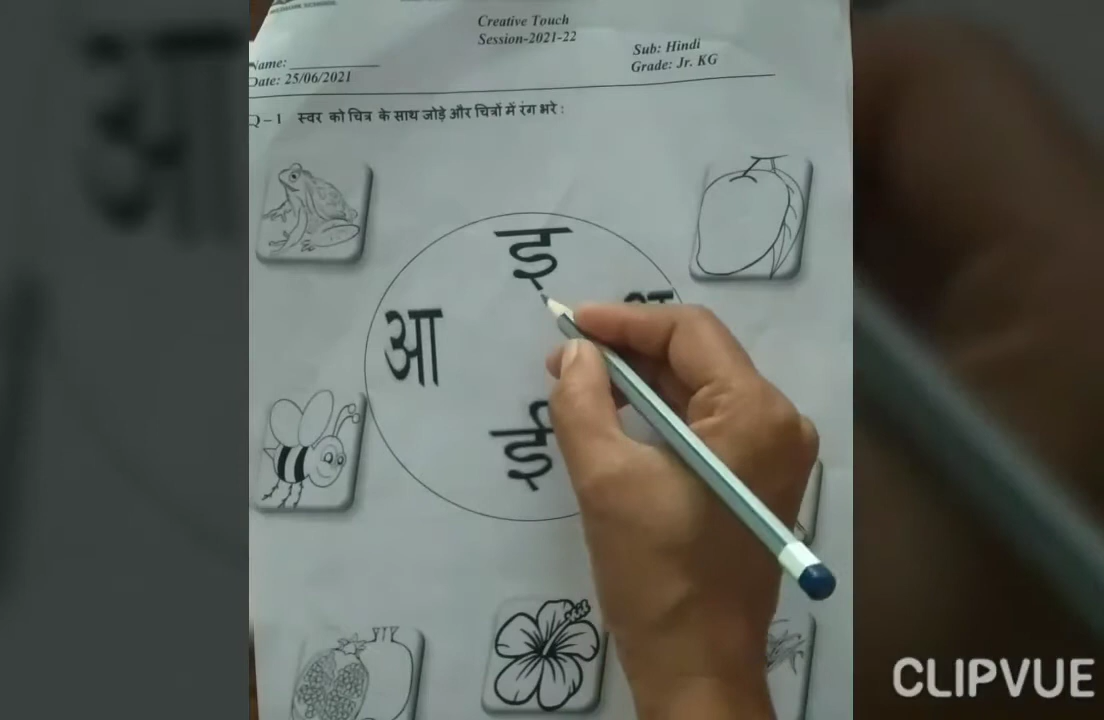 Creative Touch
Session-2021-22
Name: ____________
Sub: Hindi
Date: 25/06/2021
Grade: Jr. KG
Q – 1 स्वर को चित्र के साथ जोड़े और चित्रों में रंग भरे :
इ
आ
ई
CLIPVUE